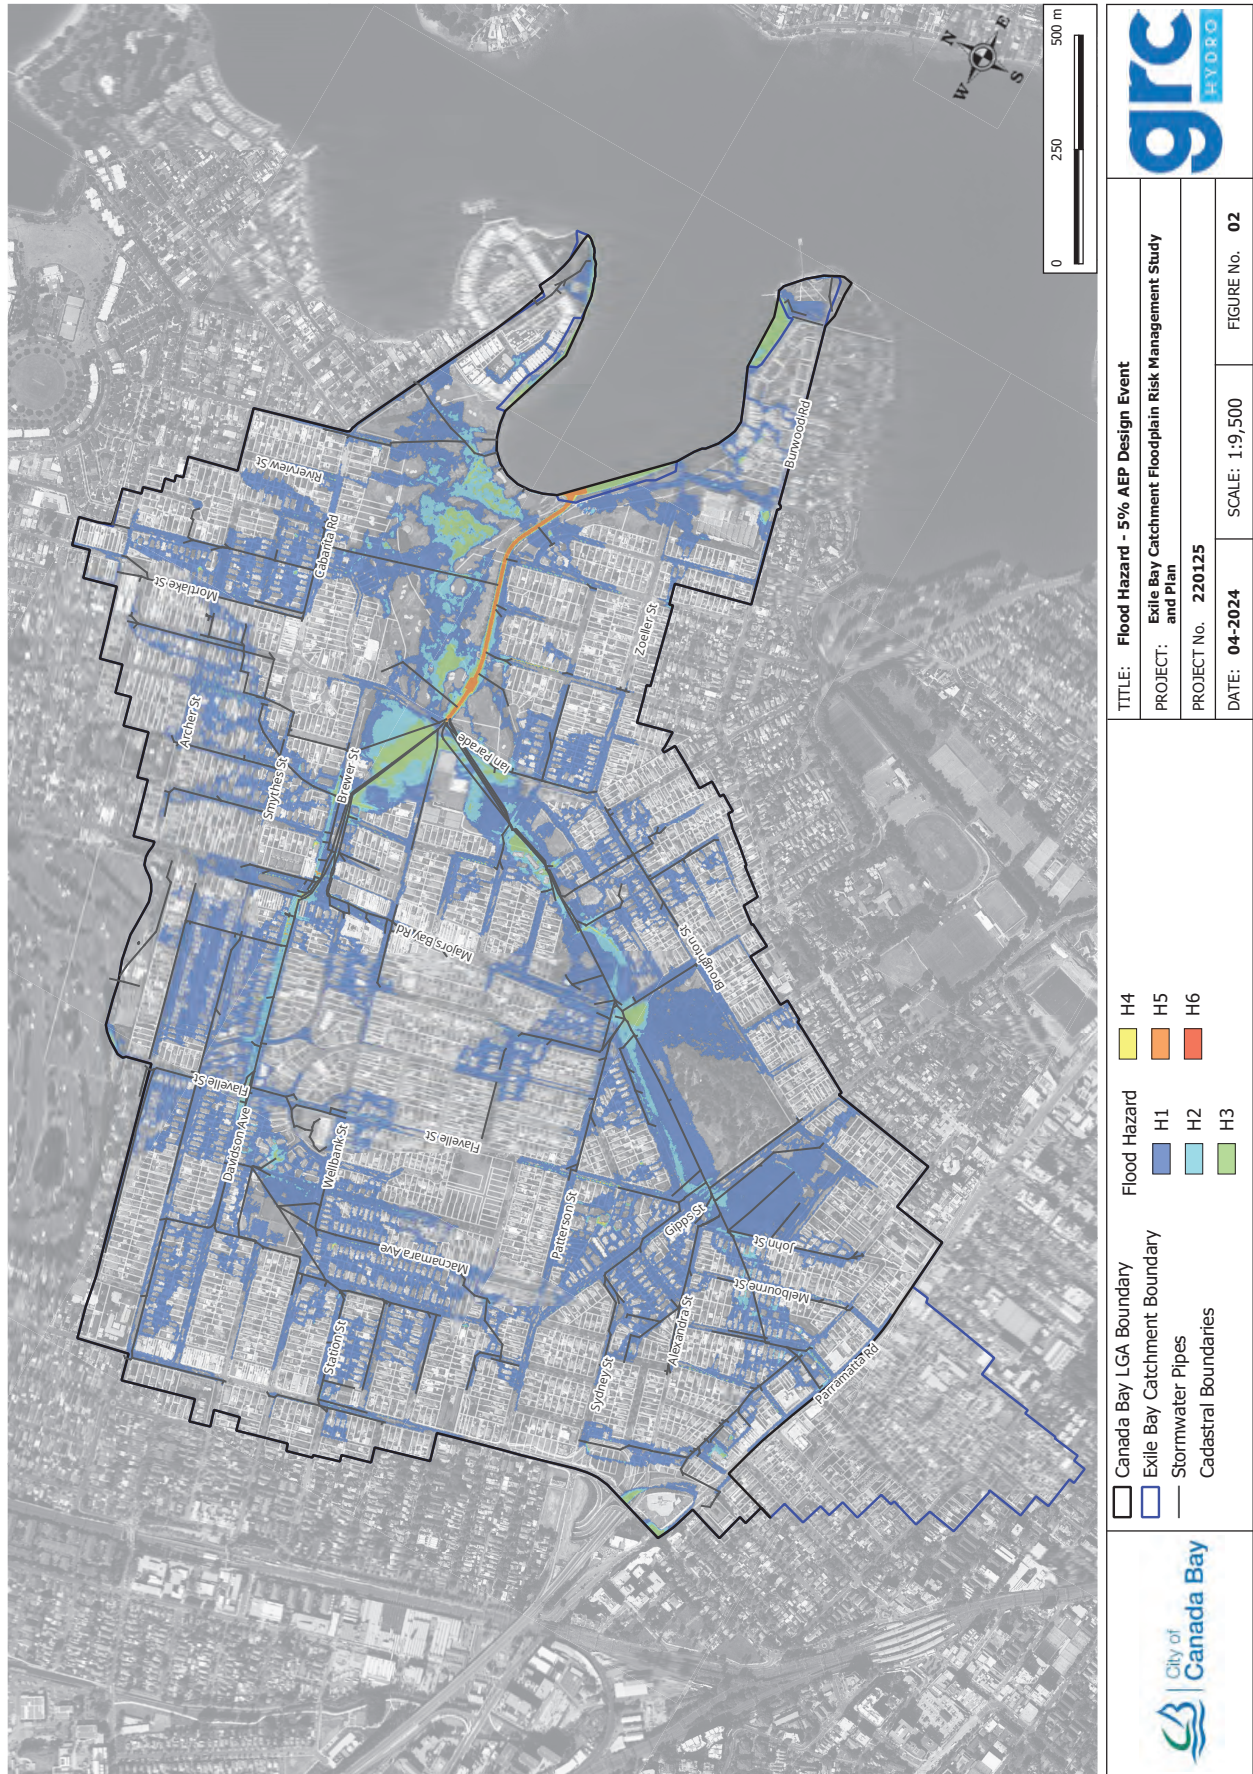 Riverview St
Cabarita Rd
Mortlake St
Archer St
Smythes St
Brewer St
Ian Parade
Zoeller St
Burwood Rd
Majors Bay Rd
Broughton St
Flavelle St
Davidson Ave
Wellbank St
Flavelle St
Patterson St
Gipps St
John St
Macnamara Ave
Melbourne St
Station St
Alexandra St
Sydney St
Parramatta Rd
N
E
S
W
0 250 500 m
City of
Canada Bay
Canada Bay LGA Boundary
Exile Bay Catchment Boundary
Stormwater Pipes
Cadastral Boundaries
Flood Hazard
H1
H2
H3
H4
H5
H6
TITLE: Flood Hazard - 5% AEP Design Event
PROJECT: Exile Bay Catchment Floodplain Risk Management Study
and Plan
PROJECT No. 220125
DATE: 04-2024
SCALE: 1:9,500
FIGURE No. 02
grc
HYDRO